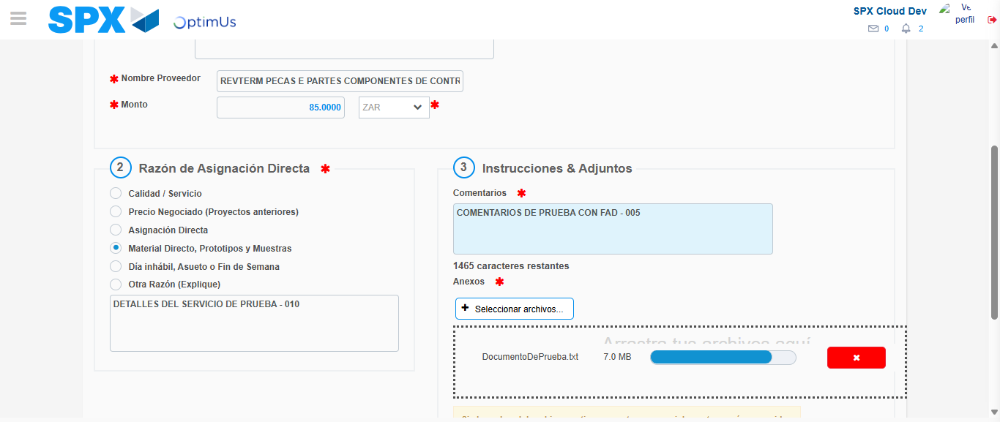 SPX
OptimUs
SPX Cloud Dev
0
2
Ve
perfil
Nombre Proveedor
REVTERM PECAS E PARTES COMPONENTES DE CONTR
Monto
85.0000
ZAR
2
Razón de Asignación Directa
Calidad / Servicio
Precio Negociado (Proyectos anteriores)
Asignación Directa
Material Directo, Prototipos y Muestras
Día inhábil, Asueto o Fin de Semana
Otra Razón (Explique)
DETALLES DEL SERVICIO DE PRUEBA - 010
3
Instrucciones & Adjuntos
Comentarios
COMENTARIOS DE PRUEBA CON FAD - 005
1465 caracteres restantes
Anexos
Seleccionar archivos...
Arrastra tus archivos aquí
DocumentoDePrueba.txt
7.0 MB